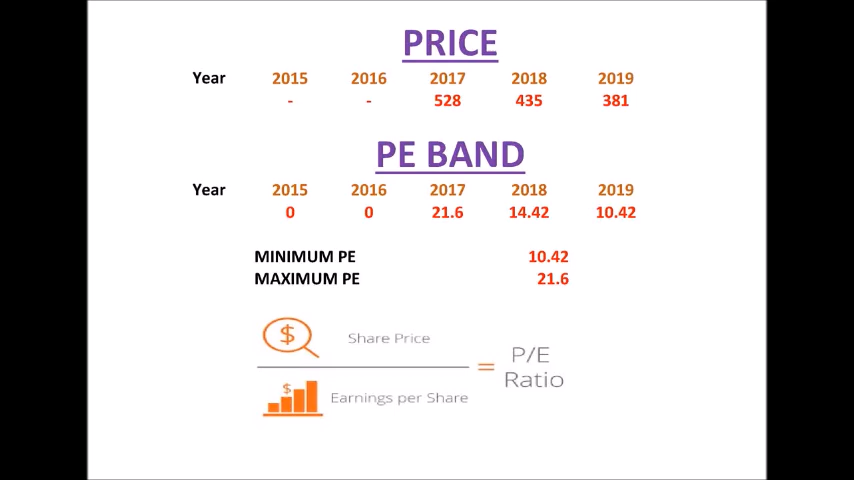 PRICE
Year 2015 2016 2017 2018 2019
- - 528 435 381
PE BAND
Year 2015 2016 2017 2018 2019
0 0 21.6 14.42 10.42
MINIMUM PE 10.42
MAXIMUM PE 21.6
$ Share Price
$ Earnings per Share
= P/E
Ratio